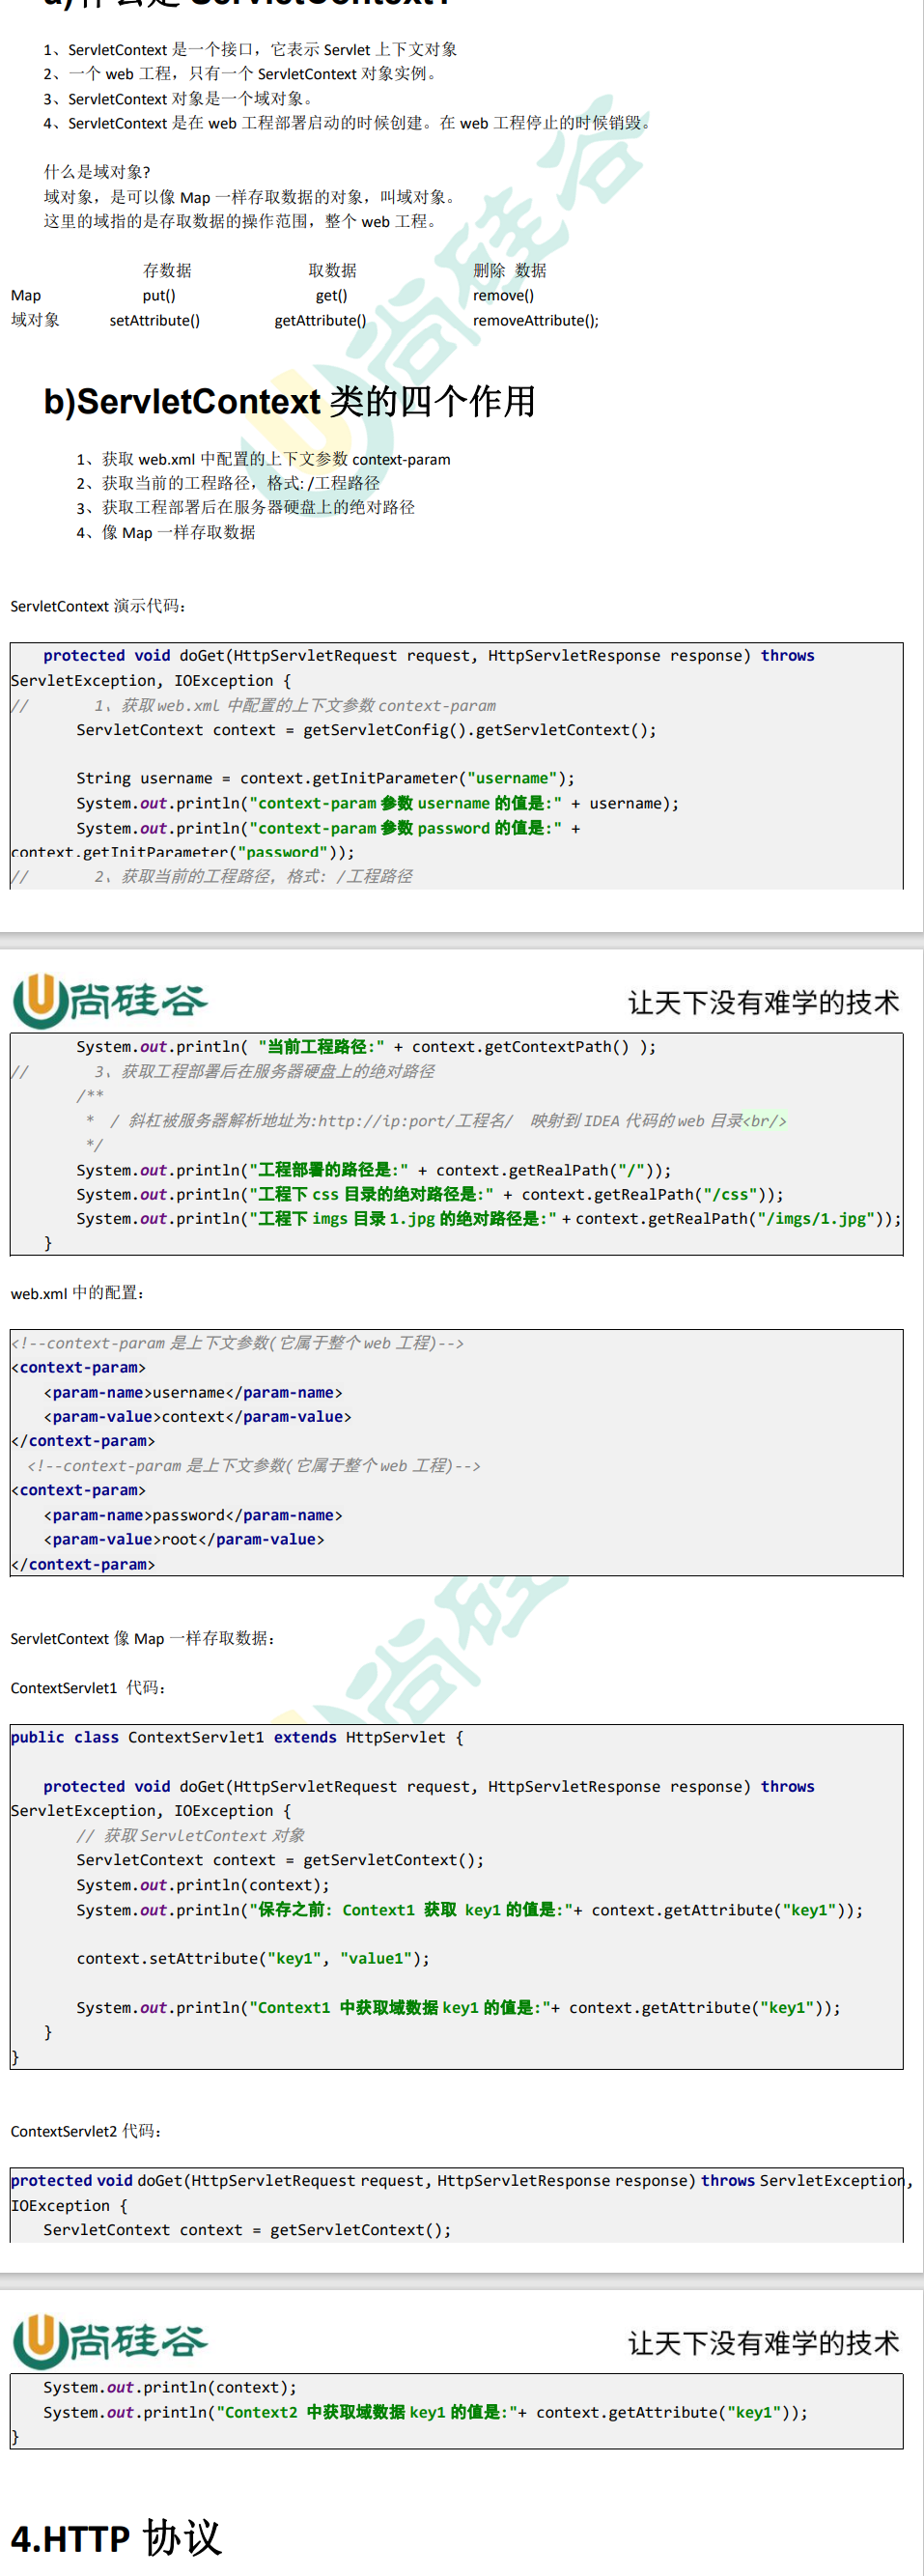 a)什么是 ServletContext?
1、ServletContext 是一个接口，它表示 Servlet 上下文对象
2、一个 web 工程，只有一个 ServletContext 对象实例。
3、ServletContext 对象是一个域对象。
4、ServletContext 是在 web 工程部署启动的时候创建。在 web 工程停止的时候销毁。
什么是域对象?
域对象，是可以像 Map 一样存取数据的对象，叫域对象。
这里的域指的是存取数据的操作范围，整个 web 工程。
存数据 取数据 删除 数据
Map put() get() remove()
域对象 setAttribute() getAttribute() removeAttribute();
b)ServletContext 类的四个作用
1、获取 web.xml 中配置的上下文参数 context-param
2、获取当前的工程路径，格式: /工程路径
3、获取工程部署后在服务器硬盘上的绝对路径
4、像 Map 一样存取数据
ServletContext 演示代码：
protected void doGet(HttpServletRequest request, HttpServletResponse response) throws
ServletException, IOException {
// 1、获取 web.xml 中配置的上下文参数 context-param
ServletContext context = getServletConfig().getServletContext();
String username = context.getInitParameter("username");
System.out.println("context-param 参数 username 的值是:" + username);
System.out.println("context-param 参数 password 的值是:" +
context.getInitParameter("password"));
// 2、获取当前的工程路径，格式: /工程路径
尚硅谷 让天下没有难学的技术
System.out.println( "当前工程路径:" + context.getContextPath() );
// 3、获取工程部署后在服务器硬盘上的绝对路径
/**
* / 斜杠被服务器解析地址为:http://ip:port/工程名/ 映射到 IDEA 代码的 web 目录<br/>
*/
System.out.println("工程部署的路径是:" + context.getRealPath("/"));
System.out.println("工程下 css 目录的绝对路径是:" + context.getRealPath("/css"));
System.out.println("工程下 imgs 目录 1.jpg 的绝对路径是:" + context.getRealPath("/imgs/1.jpg"));
}
web.xml 中的配置：
<!--context-param 是上下文参数(它属于整个 web 工程)-->
<context-param>
<param-name>username</param-name>
<param-value>context</param-value>
</context-param>
<!--context-param 是上下文参数(它属于整个 web 工程)-->
<context-param>
<param-name>password</param-name>
<param-value>root</param-value>
</context-param>
ServletContext 像 Map 一样存取数据：
ContextServlet1 代码：
public class ContextServlet1 extends HttpServlet {
protected void doGet(HttpServletRequest request, HttpServletResponse response) throws
ServletException, IOException {
// 获取 ServletContext 对象
ServletContext context = getServletContext();
System.out.println(context);
System.out.println("保存之前: Context1 获取 key1 的值是:"+ context.getAttribute("key1"));
context.setAttribute("key1", "value1");
System.out.println("Context1 中获取域数据 key1 的值是:"+ context.getAttribute("key1"));
}
}
ContextServlet2 代码：
protected void doGet(HttpServletRequest request, HttpServletResponse response) throws ServletException,
IOException {
ServletContext context = getServletContext();
尚硅谷 让天下没有难学的技术
System.out.println(context);
System.out.println("Context2 中获取域数据 key1 的值是:"+ context.getAttribute("key1"));
}
4.HTTP 协议